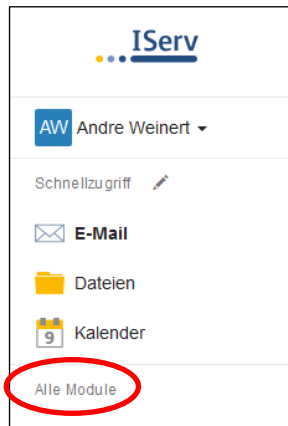 IServ
AW Andre Weinert
Schnellzugriff
E-Mail
Dateien
9 Kalender
Alle Module